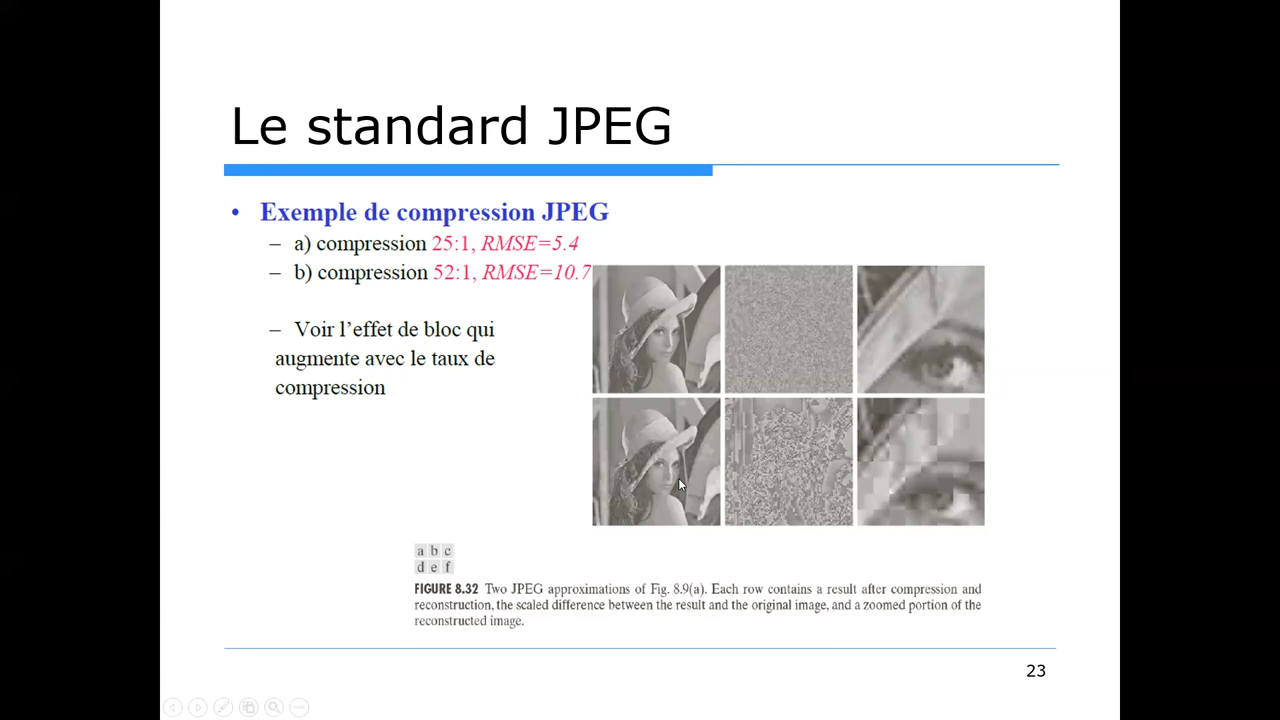 Le standard JPEG
• Exemple de compression JPEG
– a) compression 25:1, RMSE=5.4
– b) compression 52:1, RMSE=10.7
– Voir l’effet de bloc qui
augmente avec le taux de
compression
a b c
d e f
FIGURE 8.32 Two JPEG approximations of Fig. 8.9(a). Each row contains a result after compression and
reconstruction, the scaled difference between the result and the original image, and a zoomed portion of the
reconstructed image.
23